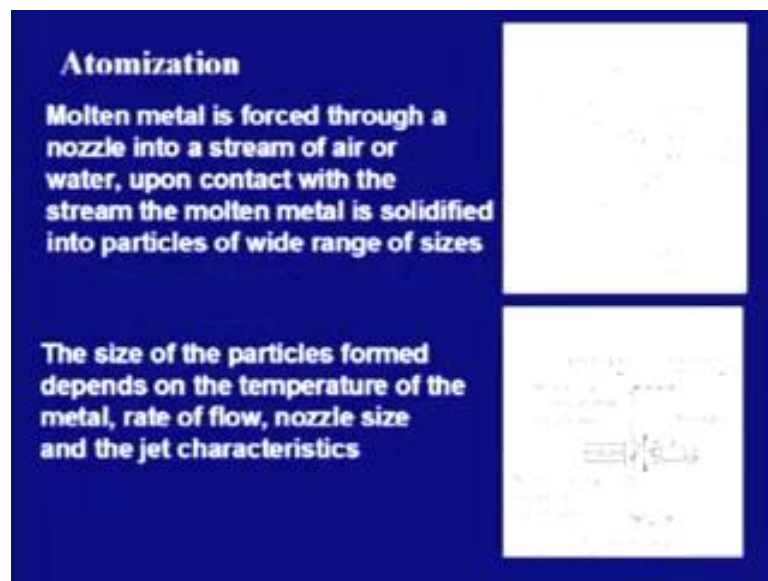 Atomization
Molten metal is forced through a
nozzle into a stream of air or
water, upon contact with the
stream the molten metal is solidified
into particles of wide range of sizes
The size of the particles formed
depends on the temperature of the
metal, rate of flow, nozzle size
and the jet characteristics